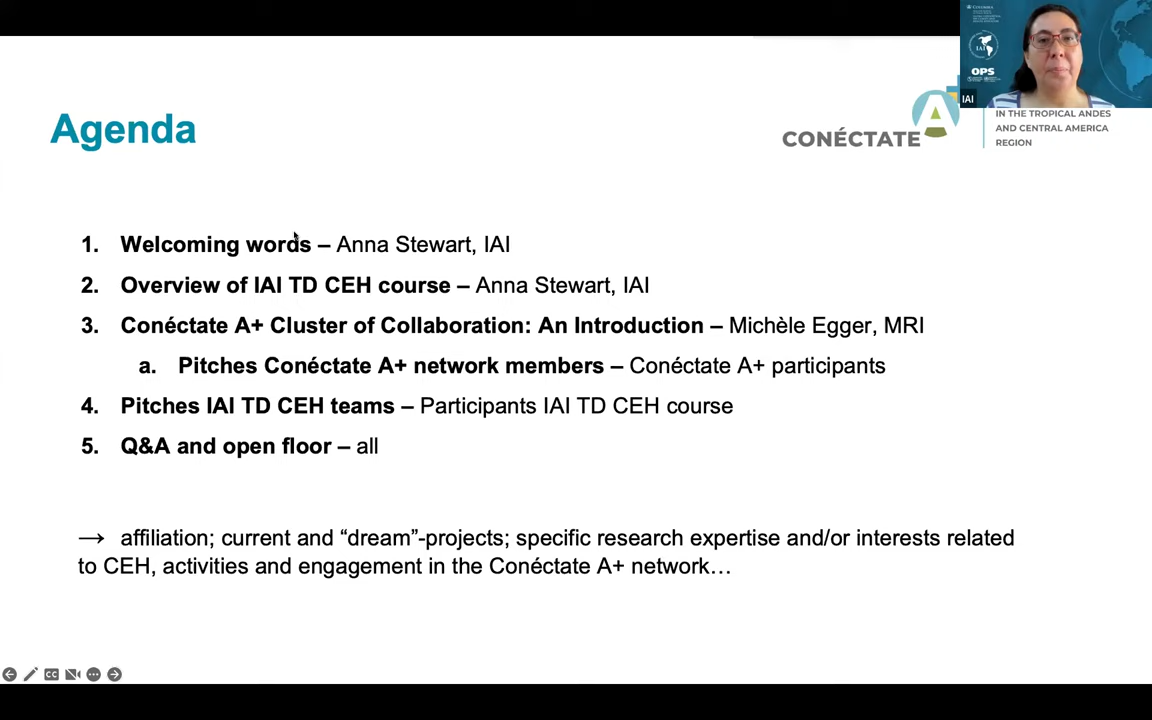 OPS
IAI
IAI
Agenda
CONÉCTATE A+
IN THE TROPICAL ANDES
AND CENTRAL AMERICA
REGION
1. Welcoming words – Anna Stewart, IAI
2. Overview of IAI TD CEH course – Anna Stewart, IAI
3. Conéctate A+ Cluster of Collaboration: An Introduction – Michèle Egger, MRI
a. Pitches Conéctate A+ network members – Conéctate A+ participants
4. Pitches IAI TD CEH teams – Participants IAI TD CEH course
5. Q&A and open floor – all
→ affiliation; current and “dream”-projects; specific research expertise and/or interests related
to CEH, activities and engagement in the Conéctate A+ network…
CC